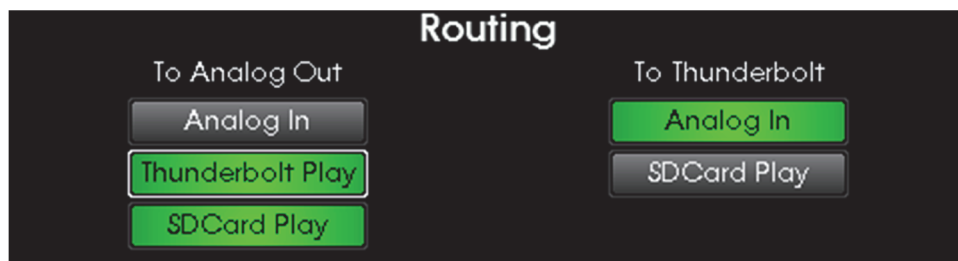 Routing
To Analog Out
Analog In
Thunderbolt Play
SDCard Play
To Thunderbolt
Analog In
SDCard Play